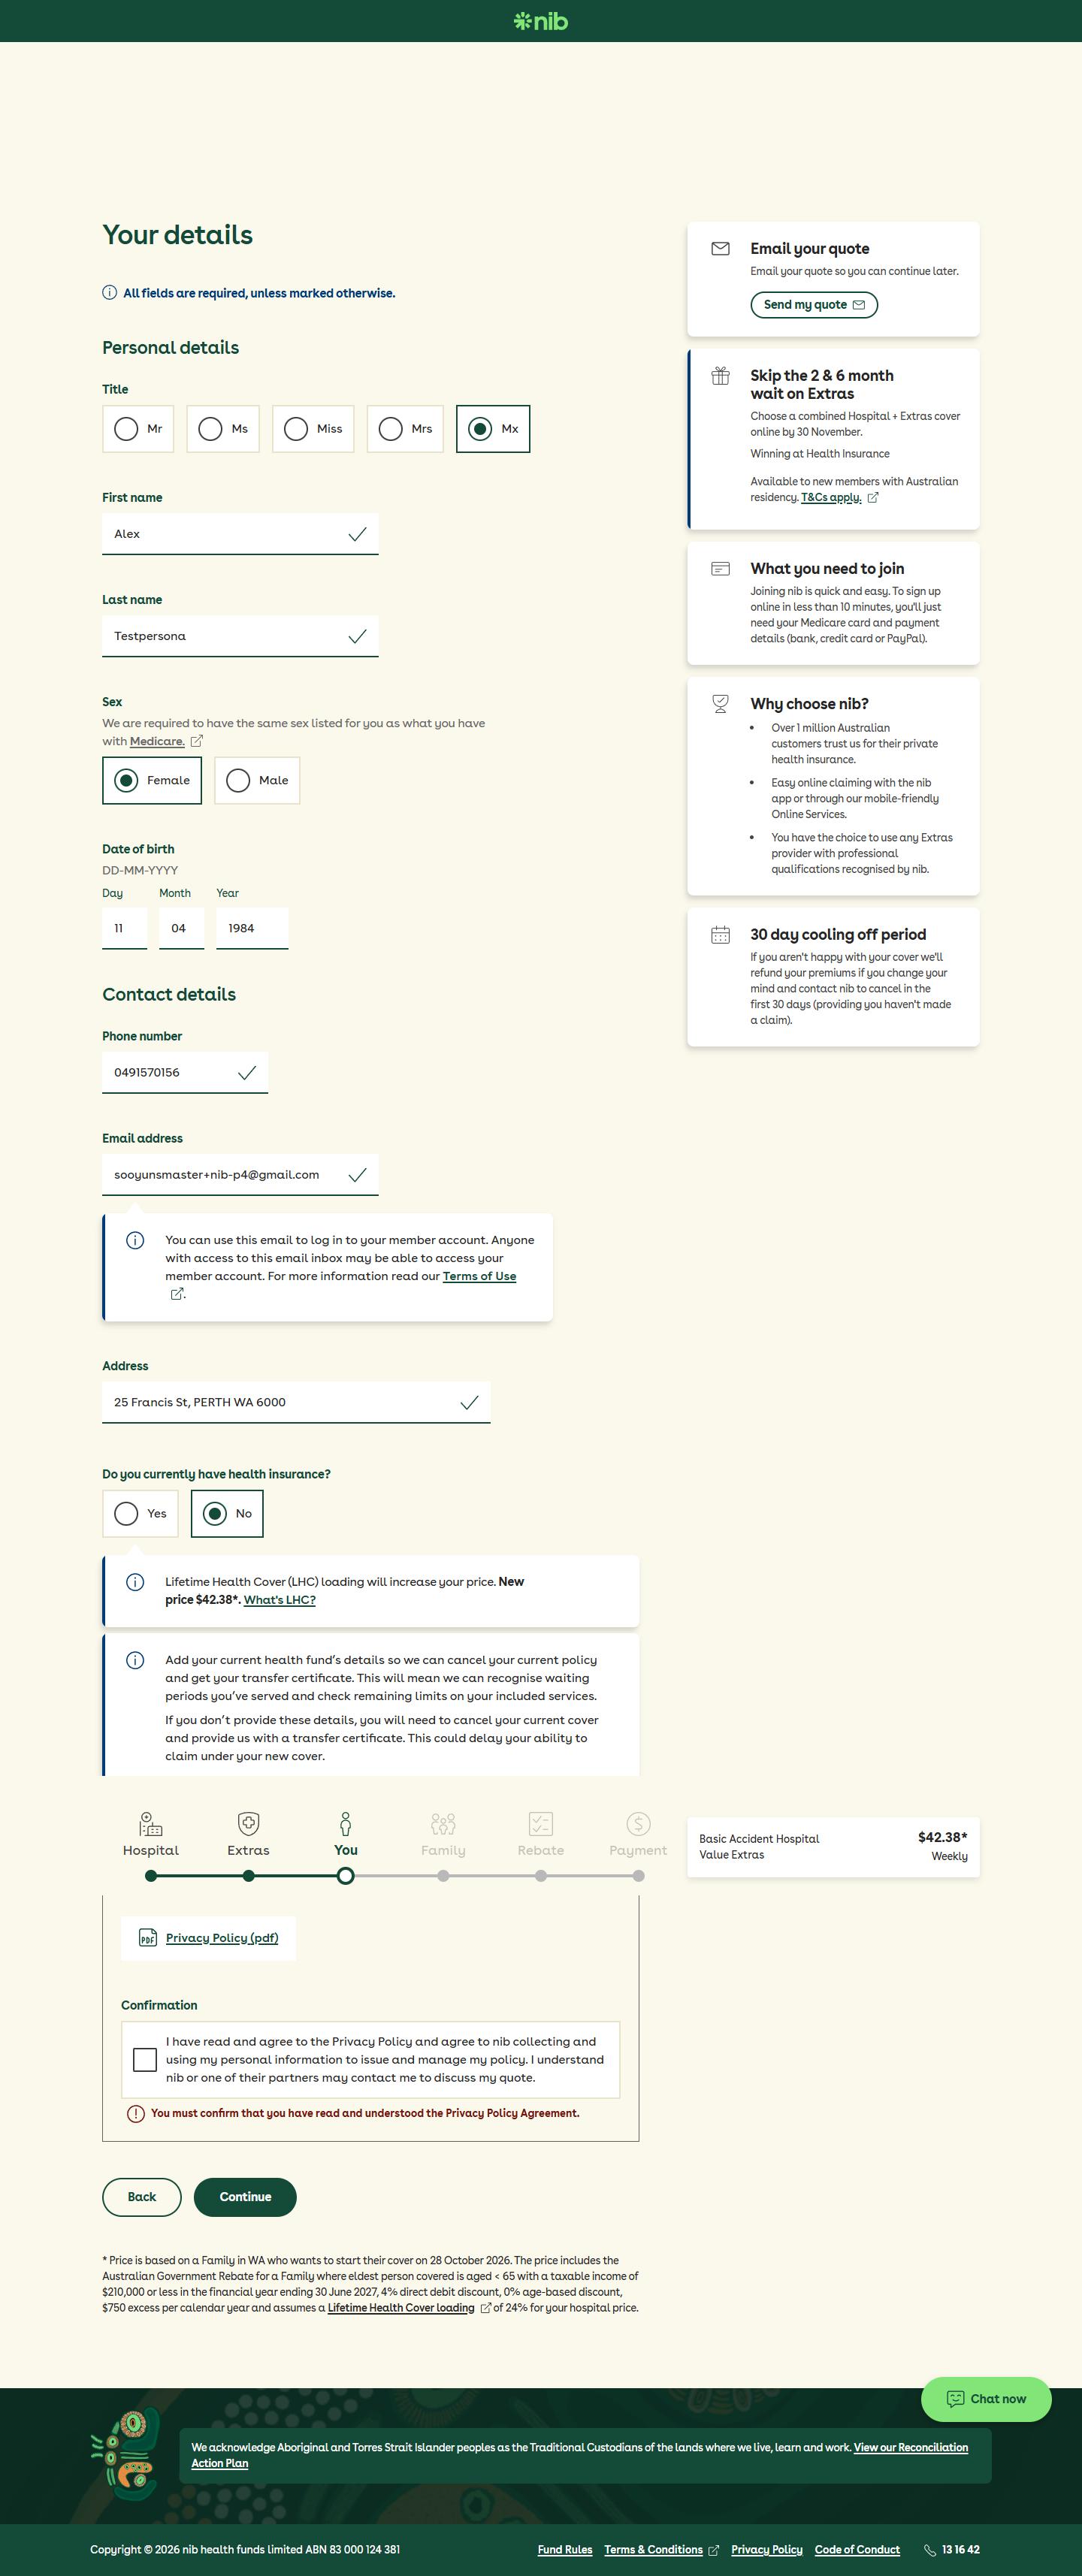 nib
Your details
All fields are required, unless marked otherwise.
Personal details
Title
Mr
Ms
Miss
Mrs
Mx
First name
Alex
Last name
Testpersona
Sex
We are required to have the same sex listed for you as what you have
with Medicare.
Female
Male
Date of birth
DD-MM-YYYY
Day
Month
Year
11
04
1984
Contact details
Phone number
0491570156
Email address
sooyunsmaster+nib-p4@gmail.com
You can use this email to log in to your member account. Anyone
with access to this email inbox may be able to access your
member account. For more information read our Terms of Use
.
Address
25 Francis St, PERTH WA 6000
Do you currently have health insurance?
Yes
No
Lifetime Health Cover (LHC) loading will increase your price. New
price $42.38*. What's LHC?
Add your current health fund's details so we can cancel your current policy
and get your transfer certificate. This will mean we can recognise waiting
periods you've served and check remaining limits on your included services.
If you don't provide these details, you will need to cancel your current cover
and provide us with a transfer certificate. This could delay your ability to
claim under your new cover.
Email your quote
Email your quote so you can continue later.
Send my quote
Skip the 2 & 6 month
wait on Extras
Choose a combined Hospital + Extras cover
online by 30 November.
Winning at Health Insurance
Available to new members with Australian
residency. T&Cs apply.
What you need to join
Joining nib is quick and easy. To sign up
online in less than 10 minutes, you'll just
need your Medicare card and payment
details (bank, credit card or PayPal).
Why choose nib?
• Over 1 million Australian
customers trust us for their private
health insurance.
• Easy online claiming with the nib
app or through our mobile-friendly
Online Services.
• You have the choice to use any Extras
provider with professional
qualifications recognised by nib.
30 day cooling off period
If you aren't happy with your cover we'll
refund your premiums if you change your
mind and contact nib to cancel in the
first 30 days (providing you haven't made
a claim).
Hospital
Extras
You
Family
Rebate
Payment
Basic Accident Hospital
Value Extras
$42.38*
Weekly
PDF
Privacy Policy (pdf)
Confirmation
I have read and agree to the Privacy Policy and agree to nib collecting and
using my personal information to issue and manage my policy. I understand
nib or one of their partners may contact me to discuss my quote.
You must confirm that you have read and understood the Privacy Policy Agreement.
Back
Continue
* Price is based on a Family in WA who wants to start their cover on 28 October 2026. The price includes the
Australian Government Rebate for a Family where eldest person covered is aged < 65 with a taxable income of
$210,000 or less in the financial year ending 30 June 2027, 4% direct debit discount, 0% age-based discount,
$750 excess per calendar year and assumes a Lifetime Health Cover loading of 24% for your hospital price.
Chat now
We acknowledge Aboriginal and Torres Strait Islander peoples as the Traditional Custodians of the lands where we live, learn and work. View our Reconciliation
Action Plan
Copyright © 2026 nib health funds limited ABN 83 000 124 381
Fund Rules
Terms & Conditions
Privacy Policy
Code of Conduct
13 16 42